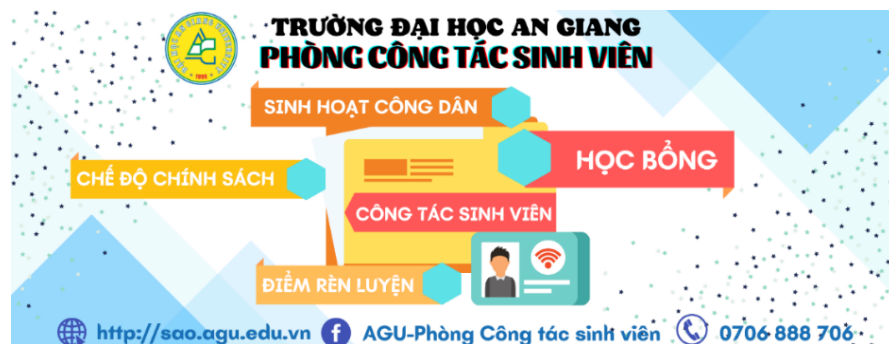 TRƯỜNG ĐẠI HỌC AN GIANG
PHÒNG CÔNG TÁC SINH VIÊN
SINH HOẠT CÔNG DÂN
HỌC BỔNG
CHẾ ĐỘ CHÍNH SÁCH
CÔNG TÁC SINH VIÊN
ĐIỂM RÈN LUYỆN
http://sao.agu.edu.vn AGU-Phòng Công tác sinh viên 0706 888 706